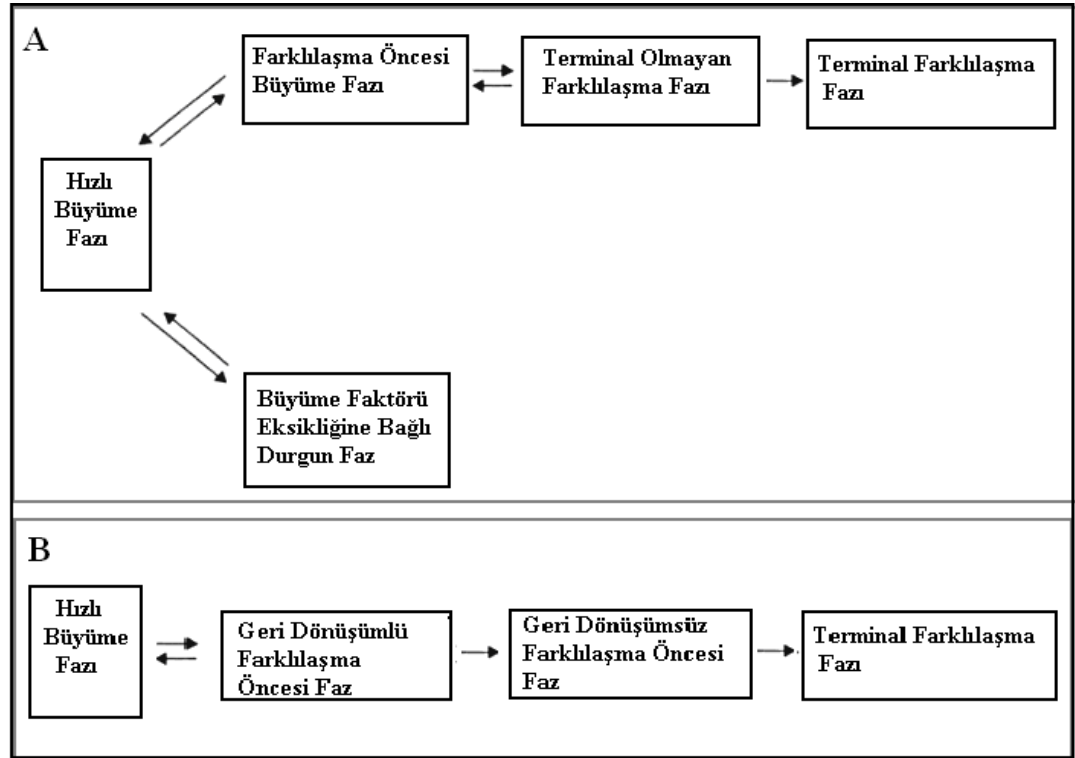 A
Farklılaşma Öncesi
Büyüme Fazı
Terminal Olmayan
Farklılaşma Fazı
Terminal Farklılaşma
Fazı
Hızlı
Büyüme
Fazı
Büyüme Faktörü
Eksikliğine Bağlı
Durgun Faz
B
Hızlı
Büyüme
Fazı
Geri Dönüşümlü
Farklılaşma
Öncesi Faz
Geri Dönüşümsüz
Farklılaşma Öncesi
Faz
Terminal Farklılaşma
Fazı